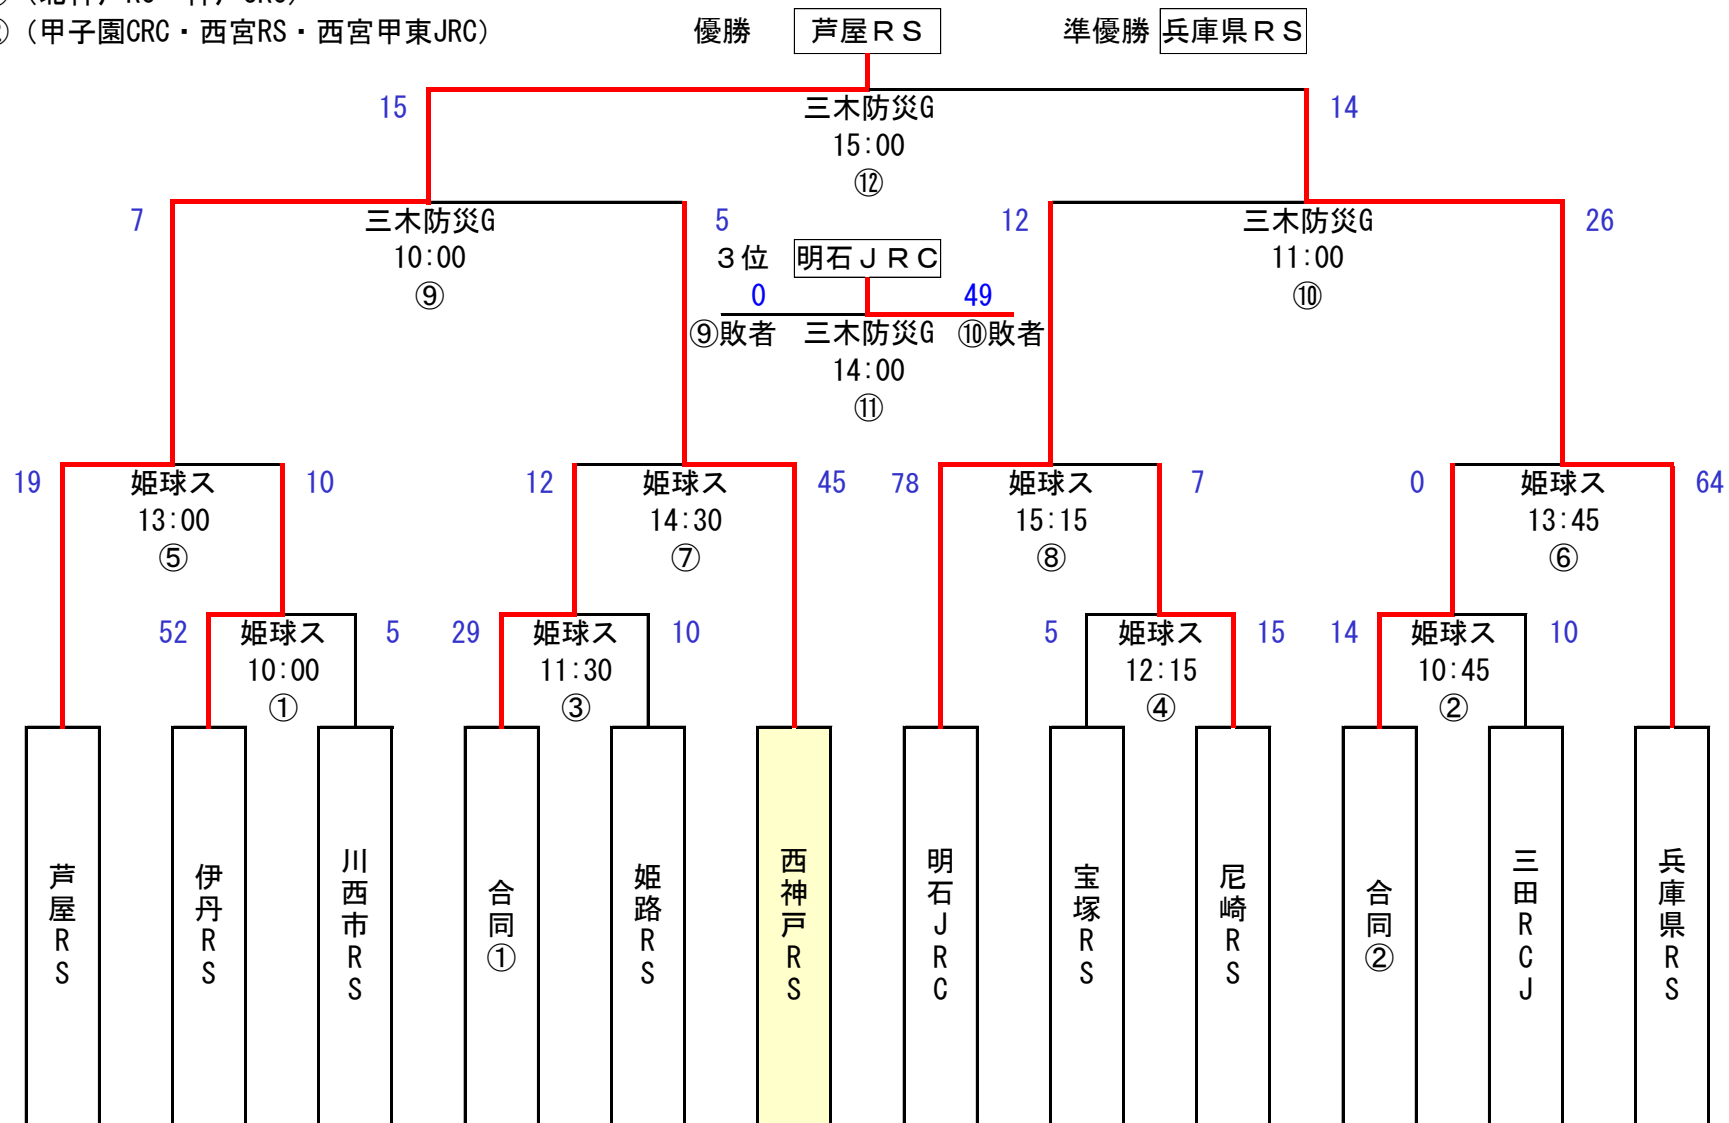 (甲子園CRC・西宮RS・西宮甲東JRC)
優勝 芦屋RS 準優勝 兵庫県RS
15 三木防災G 14
15:00
⑫
7 三木防災G 5 12 三木防災G 26
10:00 3位 明石JRC 11:00
⑨ 0 49 ⑩
⑨敗者 三木防災G ⑩敗者
14:00
⑪
19 姫球ス 10 12 姫球ス 45 78 姫球ス 7 0 姫球ス 64
13:00 14:30 15:15 13:45
⑤ ⑦ ⑧ ⑥
52 姫球ス 5 29 姫球ス 10 5 姫球ス 15 14 姫球ス 10
10:00 11:30 12:15 10:45
① ③ ④ ②
芦屋RS
伊丹RS
川西市RS
合同①
姫路RS
西神戸RS
明石JRC
宝塚RS
尼崎RS
合同②
三田RCJ
兵庫県RS